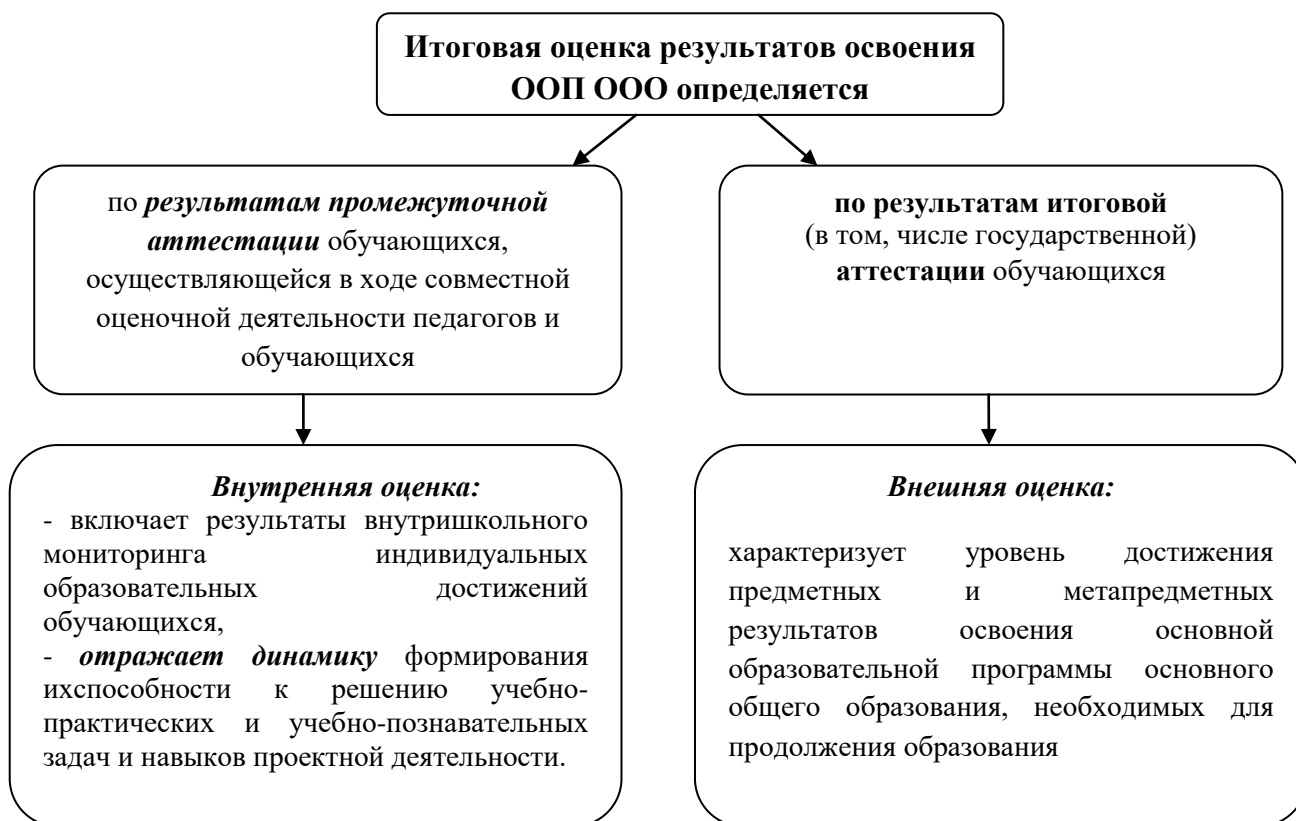 Итоговая оценка результатов освоения
ООП ООО определяется
по результатам промежуточной
аттестации обучающихся,
осуществляющейся в ходе совместной
оценочной деятельности педагогов и
обучающихся
по результатам итоговой
(в том, числе государственной)
аттестации обучающихся
Внутренняя оценка:
- включает результаты внутришкольного
мониторинга индивидуальных
образовательных достижений
обучающихся,
- отражает динамику формирования
ихспособности к решению учебно-
практических и учебно-познавательных
задач и навыков проектной деятельности.
Внешняя оценка:
характеризует уровень достижения
предметных и метапредметных
результатов освоения основной
образовательной программы основного
общего образования, необходимых для
продолжения образования